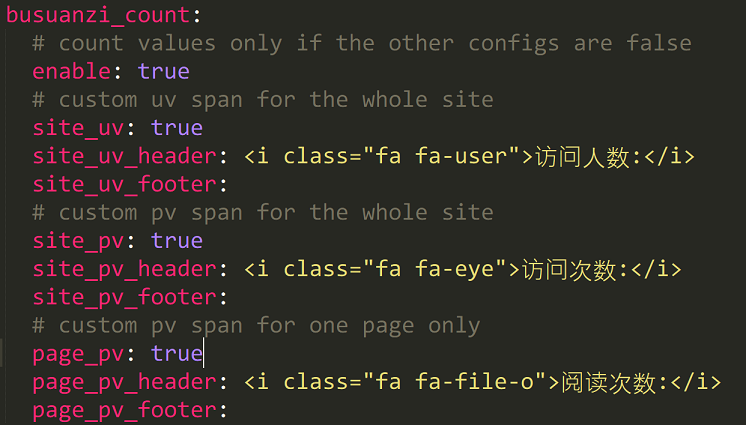 busuanzi_count:
# count values only if the other configs are false
enable: true
# custom uv span for the whole site
site_uv: true
site_uv_header: <i class="fa fa-user">访问人数:</i>
site_uv_footer:
# custom pv span for the whole site
site_pv: true
site_pv_header: <i class="fa fa-eye">访问次数:</i>
site_pv_footer:
# custom pv span for one page only
page_pv: true
page_pv_header: <i class="fa fa-file-o">阅读次数:</i>
page_pv_footer: